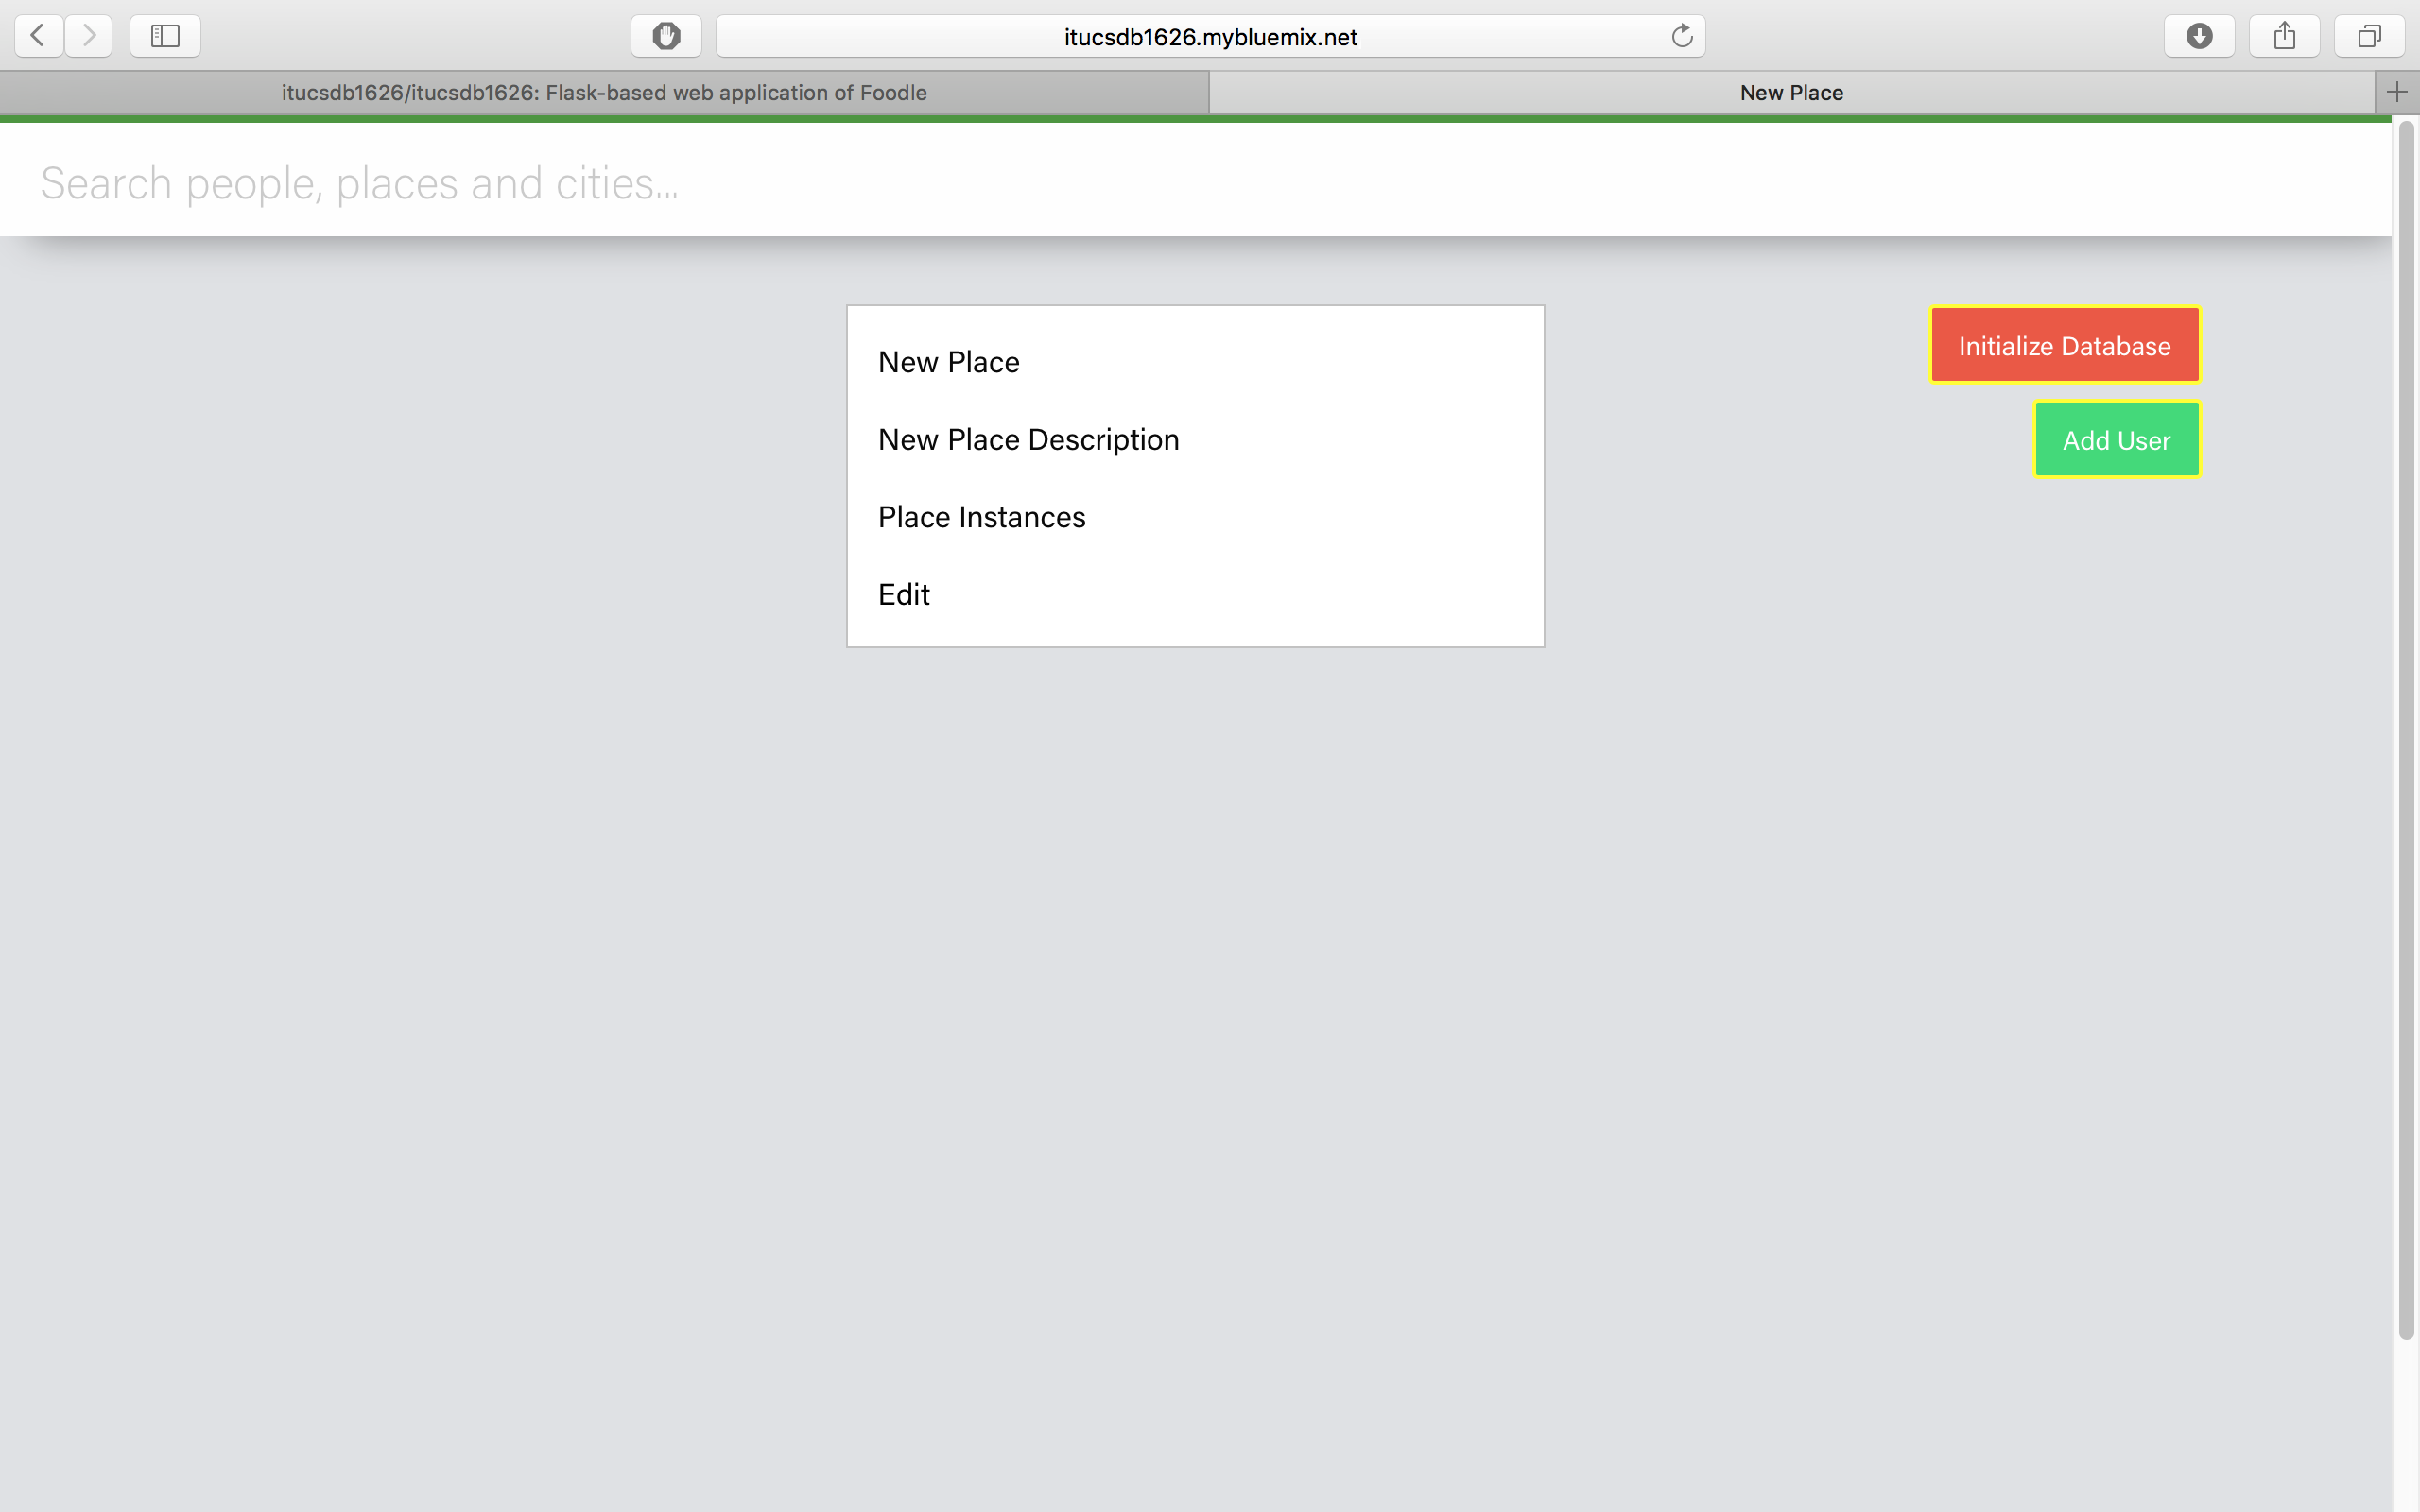 itucsdb1626.mybluemix.net
itucsdb1626/itucsdb1626: Flask-based web application of Foodle
New Place
Search people, places and cities...
New Place
New Place Description
Place Instances
Edit
Initialize Database
Add User